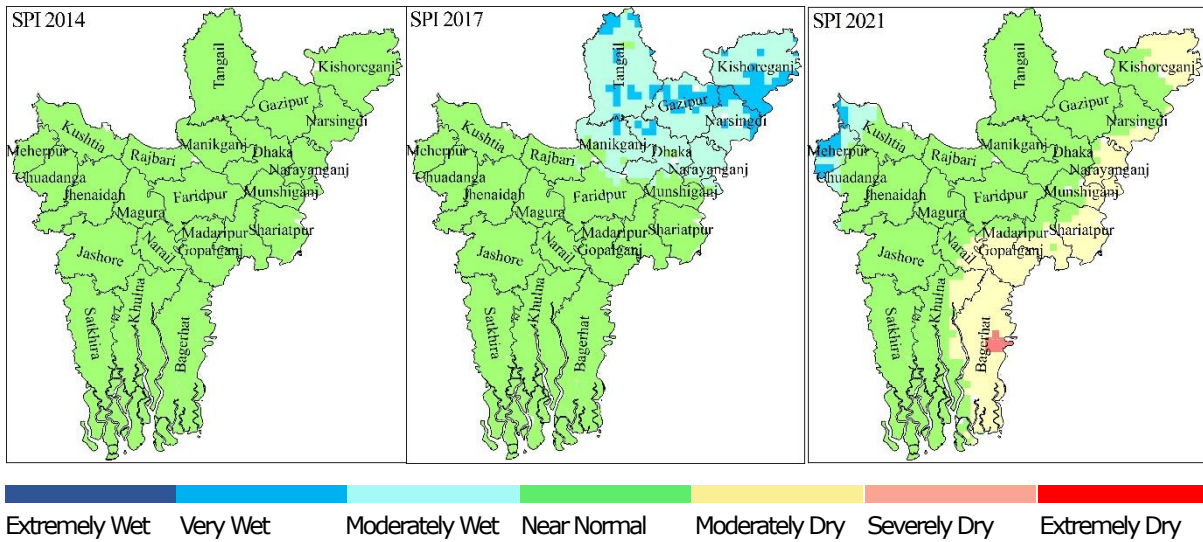 SPI 2014
Tangail
Kishoreganj
Gazipur
Narsingdi
Kushtia
Meherpur
Rajbari
Manikganj
Dhaka
Narayanganj
Chuadanga
Jhenaidah
Faridpur
Munshiganj
Magura
Madaripur
Shariatpur
Narail
Gopalganj
Jashore
Satkhira
Khulna
Bagerhat
SPI 2017
Tangail
Kishoreganj
Gazipur
Narsingdi
Kushtia
Meherpur
Rajbari
Manikganj
Dhaka
Narayanganj
Chuadanga
Jhenaidah
Faridpur
Munshiganj
Magura
Madaripur
Shariatpur
Narail
Gopalganj
Jashore
Satkhira
Khulna
Bagerhat
SPI 2021
Tangail
Kishoreganj
Gazipur
Narsingdi
Kushtia
Meherpur
Rajbari
Manikganj
Dhaka
Narayanganj
Chuadanga
Jhenaidah
Faridpur
Munshiganj
Magura
Madaripur
Shariatpur
Narail
Gopalganj
Jashore
Satkhira
Khulna
Bagerhat
Extremely Wet Very Wet Moderately Wet Near Normal Moderately Dry Severely Dry Extremely Dry